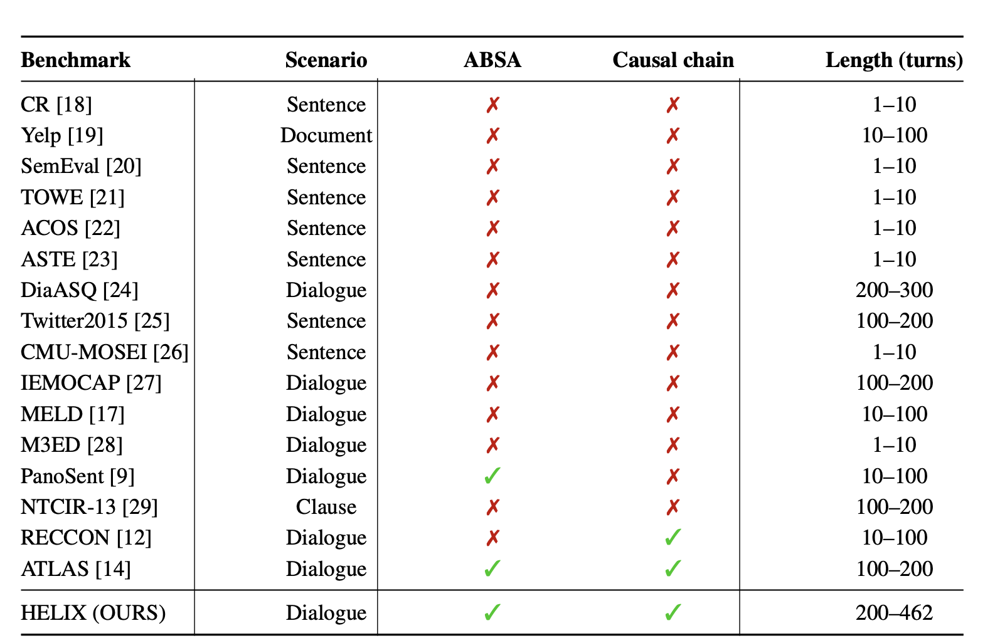 Benchmark Scenario ABSA Causal chain Length (turns)
CR [18] Sentence ✗ ✗ 1–10
Yelp [19] Document ✗ ✗ 10–100
SemEval [20] Sentence ✗ ✗ 1–10
TOWE [21] Sentence ✗ ✗ 1–10
ACOS [22] Sentence ✗ ✗ 1–10
ASTE [23] Sentence ✗ ✗ 1–10
DiaASQ [24] Dialogue ✗ ✗ 200–300
Twitter2015 [25] Sentence ✗ ✗ 100–200
CMU-MOSEI [26] Sentence ✗ ✗ 1–10
IEMOCAP [27] Dialogue ✗ ✗ 100–200
MELD [17] Dialogue ✗ ✗ 10–100
M3ED [28] Dialogue ✗ ✗ 1–10
PanoSent [9] Dialogue ✓ ✗ 10–100
NTCIR-13 [29] Clause ✗ ✗ 100–200
RECCON [12] Dialogue ✗ ✓ 10–100
ATLAS [14] Dialogue ✓ ✓ 100–200
HELIX (OURS) Dialogue ✓ ✓ 200–462